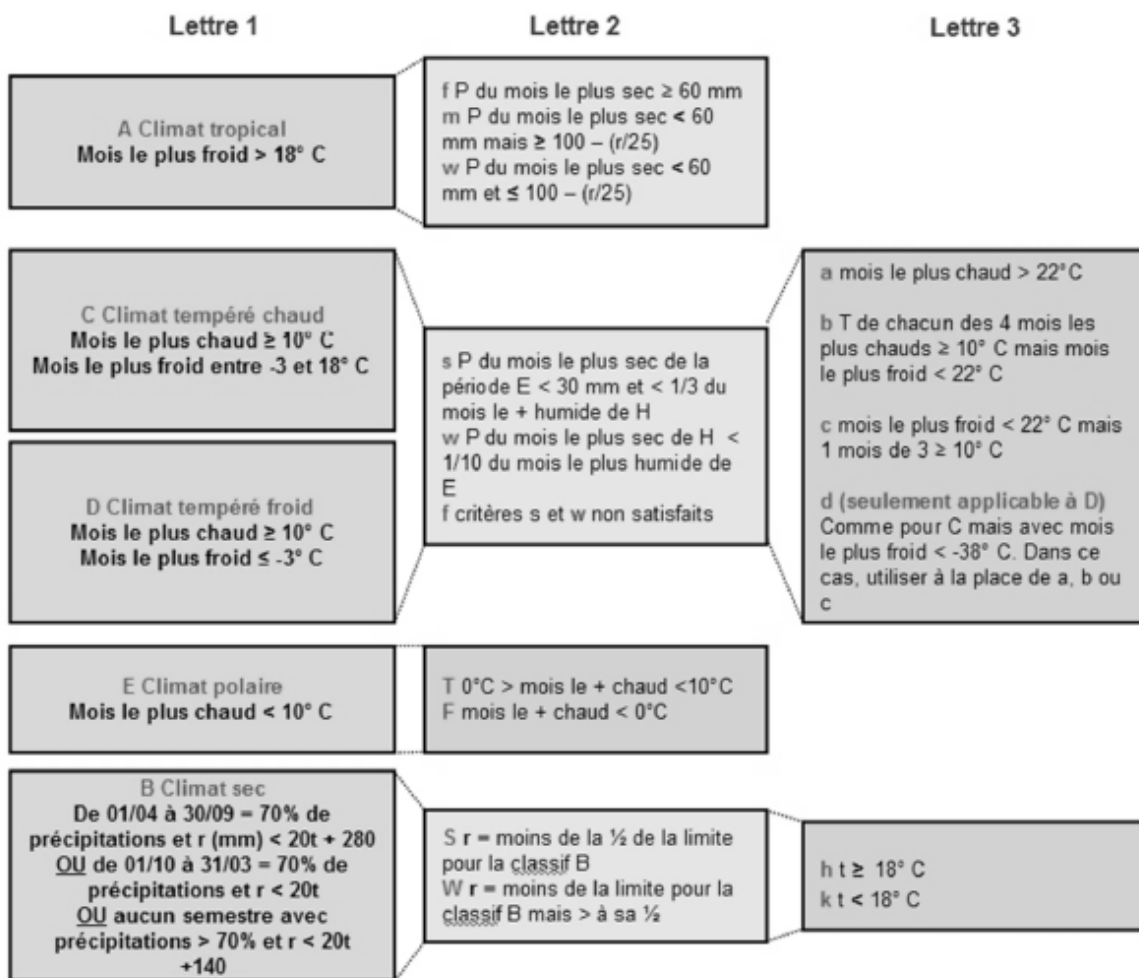 Lettre 1
Lettre 2
Lettre 3
A Climat tropical
Mois le plus froid > 18° C
f P du mois le plus sec ≥ 60 mm
m P du mois le plus sec < 60
mm mais ≥ 100 – (r/25)
w P du mois le plus sec < 60
mm et ≤ 100 – (r/25)
C Climat tempéré chaud
Mois le plus chaud ≥ 10° C
Mois le plus froid entre -3 et 18° C
D Climat tempéré froid
Mois le plus chaud ≥ 10° C
Mois le plus froid ≤ -3° C
s P du mois le plus sec de la
période E < 30 mm et < 1/3 du
mois le + humide de H
w P du mois le plus sec de H <
1/10 du mois le plus humide de
E
f critères s et w non satisfaits
a mois le plus chaud > 22°C
b T de chacun des 4 mois les
plus chauds ≥ 10° C mais mois
le plus froid < 22° C
c mois le plus froid < 22° C mais
1 mois de 3 ≥ 10° C
d (seulement applicable à D)
Comme pour C mais avec mois
le plus froid < -38° C. Dans ce
cas, utiliser à la place de a, b ou
c
E Climat polaire
Mois le plus chaud < 10° C
T 0°C > mois le + chaud <10°C
F mois le + chaud < 0°C
B Climat sec
De 01/04 à 30/09 = 70% de
précipitations et r (mm) < 20t + 280
OU de 01/10 à 31/03 = 70% de
précipitations et r < 20t
OU aucun semestre avec
précipitations > 70% et r < 20t
+140
S r = moins de la ½ de la limite
pour la classif B
W r = moins de la limite pour la
classif B mais > à sa ½
h t ≥ 18° C
k t < 18° C